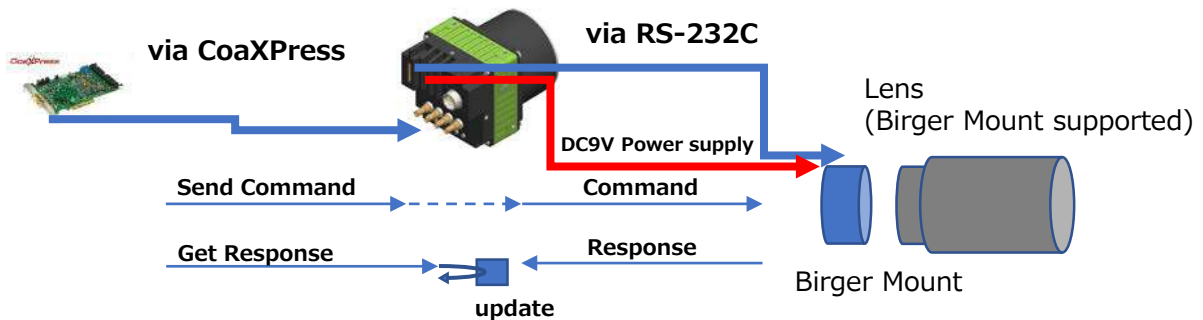 via CoaXPress
via RS-232C
CoaXPress
Lens
(Birger Mount supported)
DC9V Power supply
Send Command
Command
Get Response
Response
update
Birger Mount